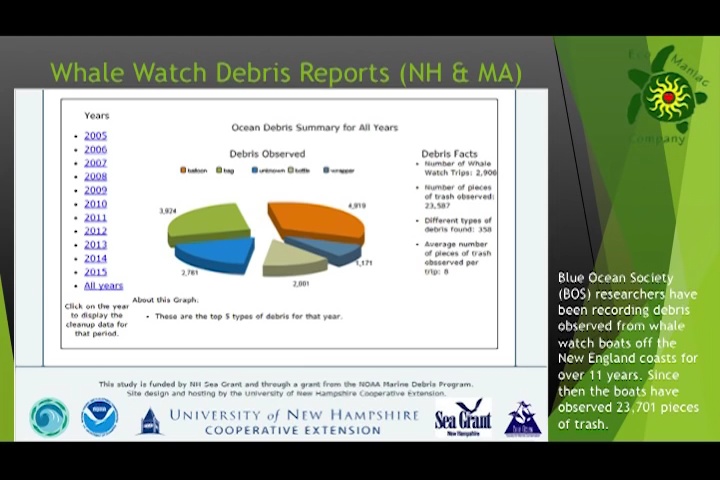 Whale Watch Debris Reports (NH & MA)
Maniac
Company
Years
2005
2006
2007
2008
2009
2010
2011
2012
2013
2014
2015
All years
Click on the year
to display the
cleanup data for
that period.
Ocean Debris Summary for All Years
Debris Observed
balloon bag unknown bottle wrapper
3,924
4,919
2,781
2,001
1,171
About this Graph:
These are the top 5 types of debris for that year.
Debris Facts
Number of Whale
Watch Trips: 2,906
Number of pieces
of trash observed:
23,587
Different types of
debris found: 358
Average number
of pieces of trash
observed per
trip: 8
Blue Ocean Society
(BOS) researchers have
been recording debris
observed from whale
watch boats off the
New England coasts for
over 11 years. Since
then the boats have
observed 23,701 pieces
of trash.
This study is funded by NH Sea Grant and through a grant from the NOAA Marine Debris Program.
Site design and hosting by the University of New Hampshire Cooperative Extension.
NOAA
UNIVERSITY of NEW HAMPSHIRE
COOPERATIVE EXTENSION
Sea Grant
New Hampshire